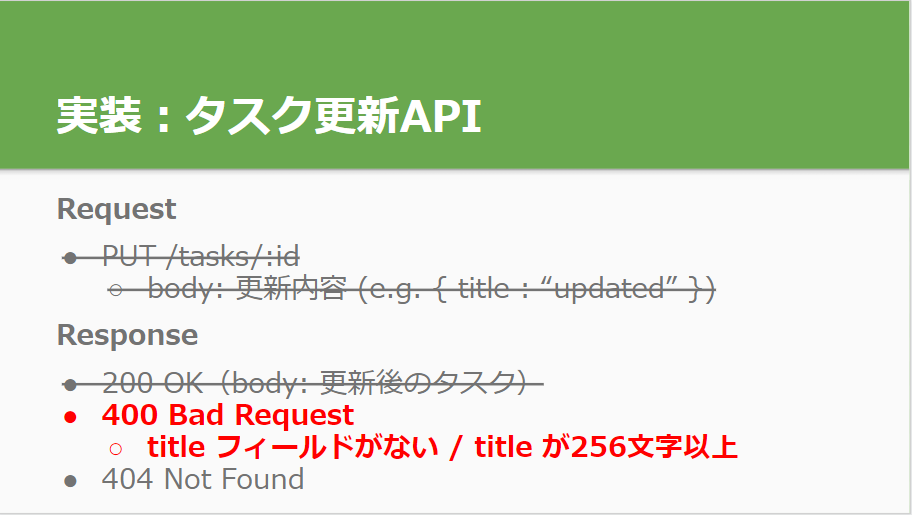 実装：タスク更新API
Request
● PUT /tasks/:id
○ body: 更新内容 (e.g. { title : “updated” })
Response
● 200 OK（body: 更新後のタスク）
● 400 Bad Request
○ title フィールドがない / title が256文字以上
● 404 Not Found